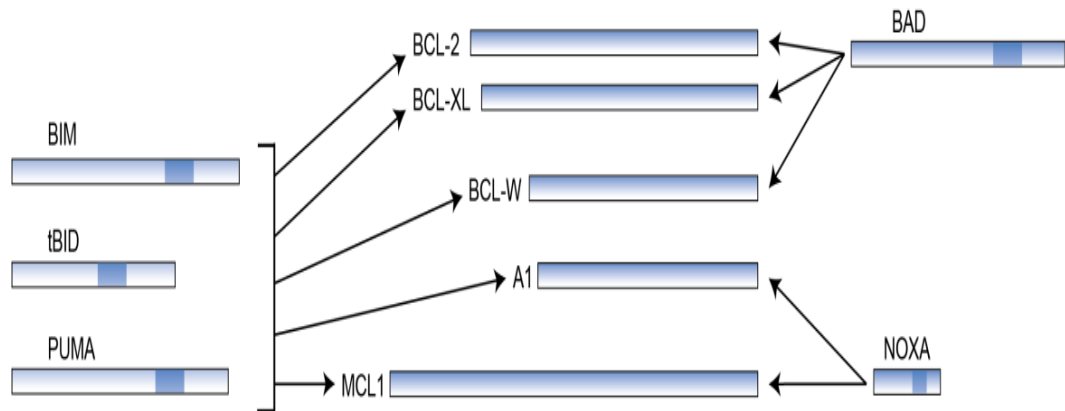 BCL-2
BAD
BCL-XL
BIM
BCL-W
tBID
A1
PUMA
NOXA
MCL1